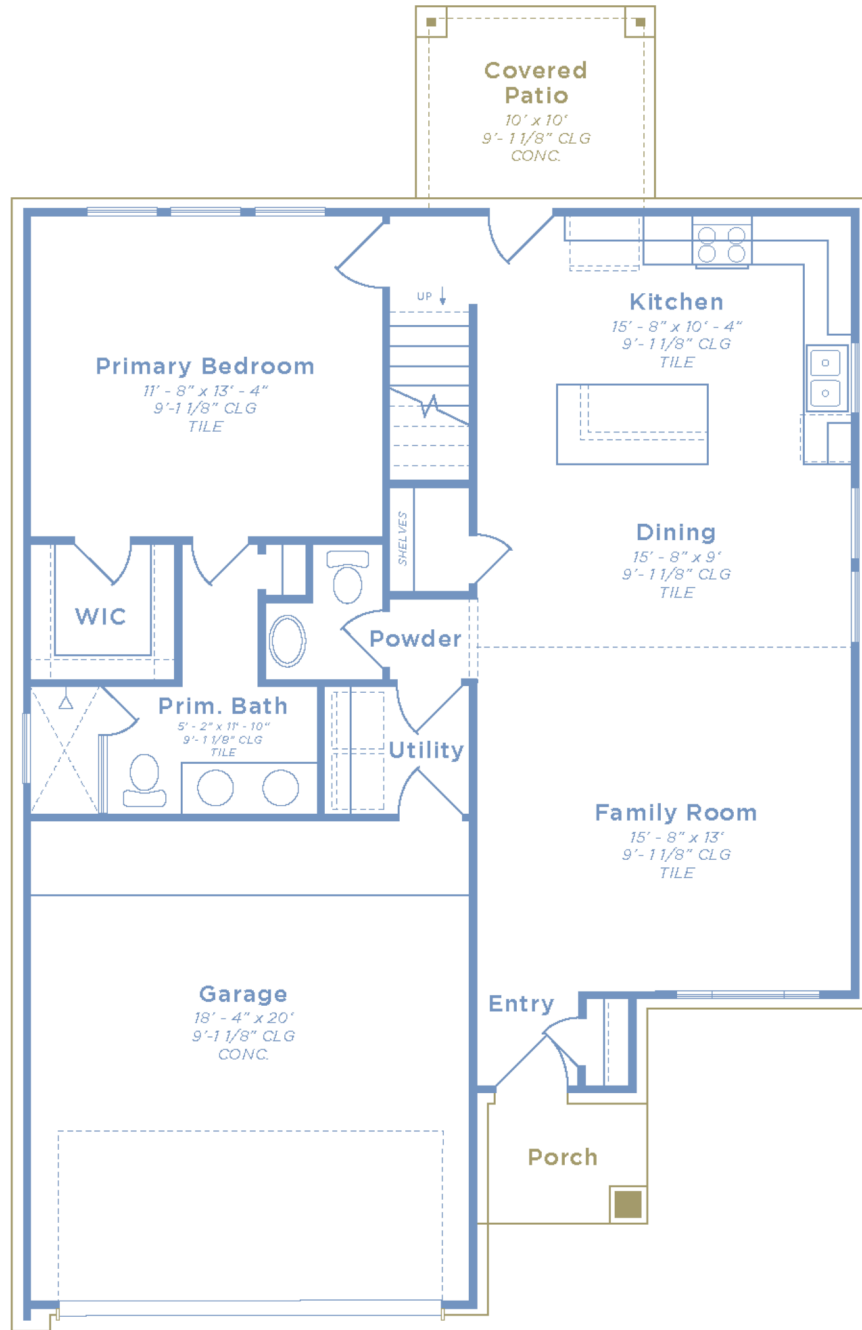 Covered
Patio
10' x 10'
9'- 1 1/8" CLG
CONC.
UP
Kitchen
15' - 8" x 10' - 4"
9'- 1 1/8" CLG
TILE
Primary Bedroom
11' - 8" x 13' - 4"
9'-1 1/8" CLG
TILE
SHELVES
Dining
15' - 8" x 9'
9'- 1 1/8" CLG
TILE
WIC
Powder
Prim. Bath
5' - 2" x 11' - 10"
9'- 1 1/8" CLG
TILE
Utility
Family Room
15' - 8" x 13'
9'- 1 1/8" CLG
TILE
Garage
18' - 4" x 20'
9'-1 1/8" CLG
CONC.
Entry
Porch